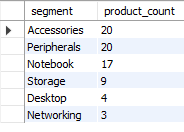 segment product_count
Accessories 20
Peripherals 20
Notebook 17
Storage 9
Desktop 4
Networking 3